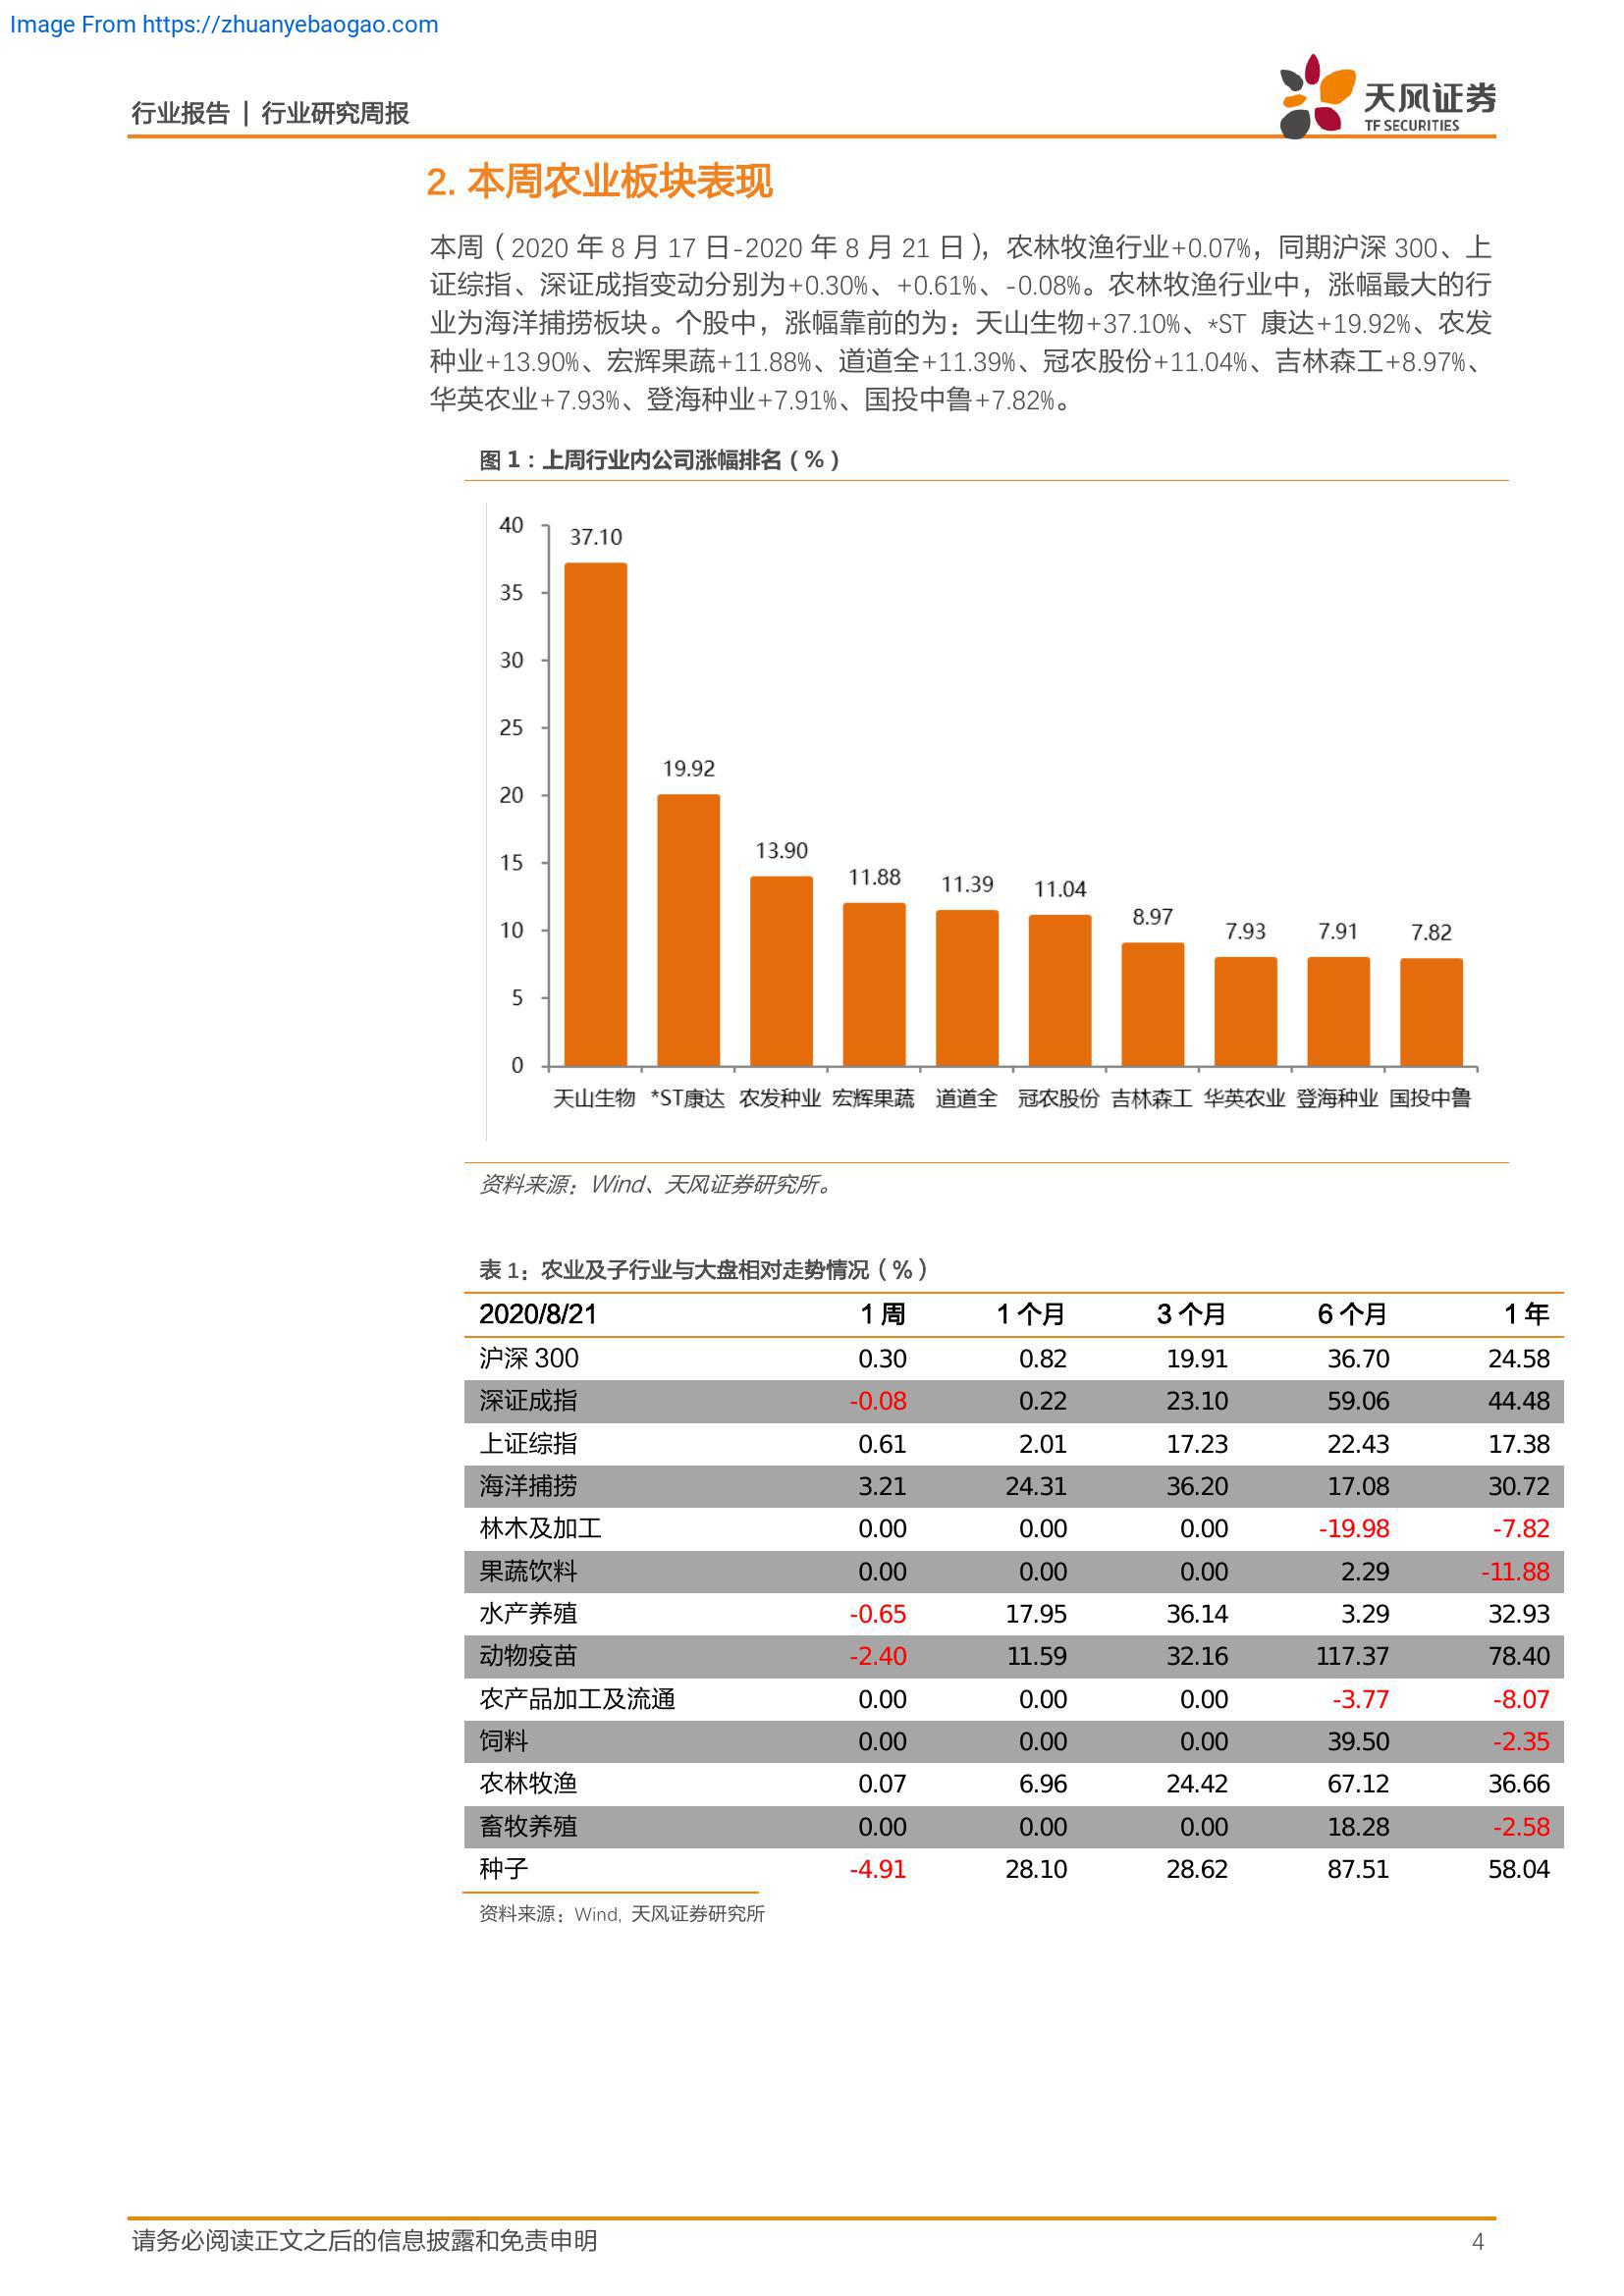 Image From https://zhuanyebaogao.com
行业报告 | 行业研究周报
天风证券
TF SECURITIES
2. 本周农业板块表现
本周（2020 年 8 月 17 日-2020 年 8 月 21 日），农林牧渔行业+0.07%，同期沪深 300、上
证综指、深证成指变动分别为+0.30%、+0.61%、-0.08%。农林牧渔行业中，涨幅最大的行
业为海洋捕捞板块。个股中，涨幅靠前的为：天山生物+37.10%、*ST 康达+19.92%、农发
种业+13.90%、宏辉果蔬+11.88%、道道全+11.39%、冠农股份+11.04%、吉林森工+8.97%、
华英农业+7.93%、登海种业+7.91%、国投中鲁+7.82%。
图 1：上周行业内公司涨幅排名（%）
40
35
30
25
20
15
10
5
0
37.10 19.92 13.90 11.88 11.39 11.04 8.97 7.93 7.91 7.82
天山生物 *ST康达 农发种业 宏辉果蔬 道道全 冠农股份 吉林森工 华英农业 登海种业 国投中鲁
资料来源：Wind、天风证券研究所。
表 1：农业及子行业与大盘相对走势情况（%）
2020/8/21 1 周 1 个月 3 个月 6 个月 1 年
沪深 300 0.30 0.82 19.91 36.70 24.58
深证成指 -0.08 0.22 23.10 59.06 44.48
上证综指 0.61 2.01 17.23 22.43 17.38
海洋捕捞 3.21 24.31 36.20 17.08 30.72
林木及加工 0.00 0.00 0.00 -19.98 -7.82
果蔬饮料 0.00 0.00 0.00 2.29 -11.88
水产养殖 -0.65 17.95 36.14 3.29 32.93
动物疫苗 -2.40 11.59 32.16 117.37 78.40
农产品加工及流通 0.00 0.00 0.00 -3.77 -8.07
饲料 0.00 0.00 0.00 39.50 -2.35
农林牧渔 0.07 6.96 24.42 67.12 36.66
畜牧养殖 0.00 0.00 0.00 18.28 -2.58
种子 -4.91 28.10 28.62 87.51 58.04
资料来源：Wind, 天风证券研究所
请务必阅读正文之后的信息披露和免责申明 4